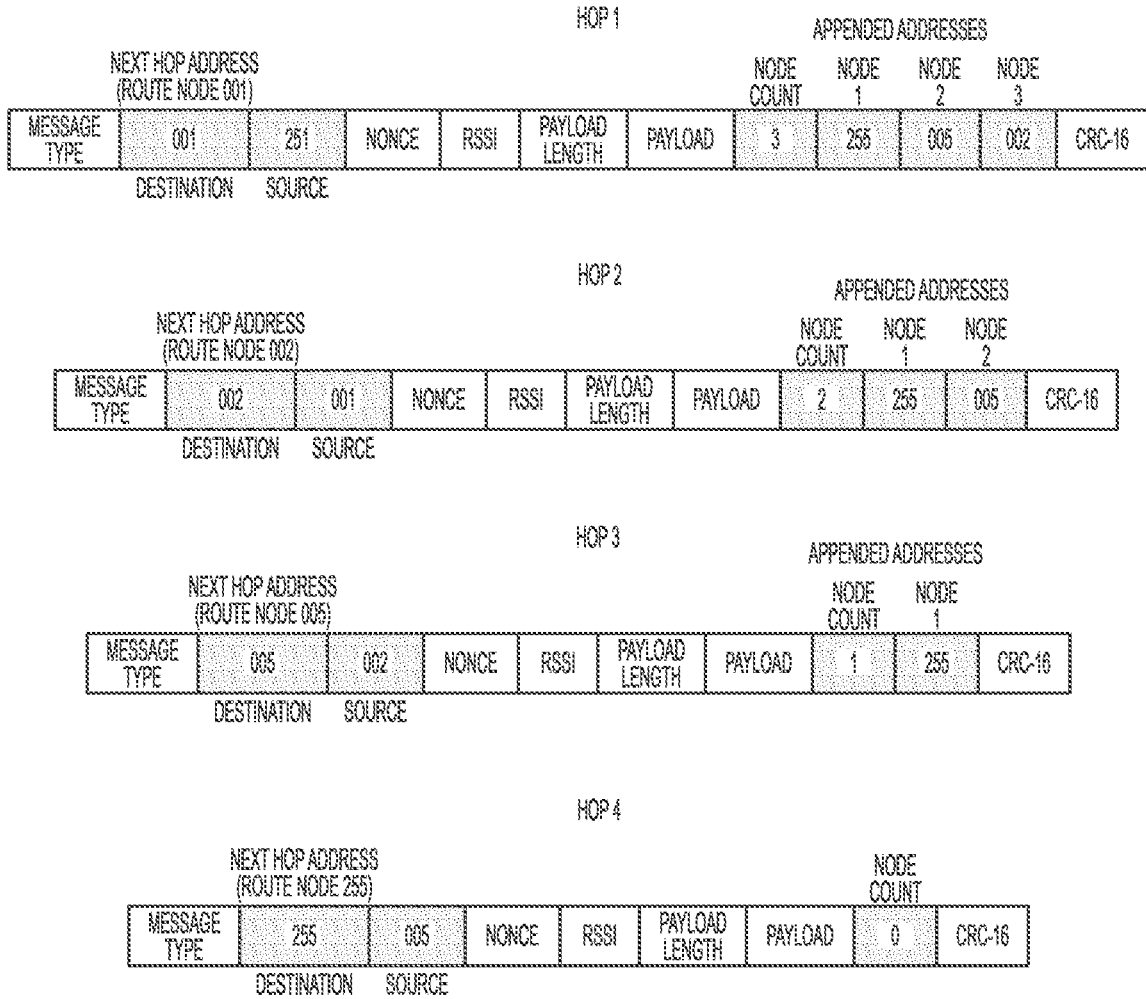 HOP 1
APPENDED ADDRESSES
NEXT HOP ADDRESS
(ROUTE NODE 001)
NODE COUNT NODE 1 NODE 2 NODE 3
MESSAGE TYPE 001 251 NONCE RSSI PAYLOAD LENGTH PAYLOAD 3 255 005 002 CRC-16
DESTINATION SOURCE
HOP 2
APPENDED ADDRESSES
NEXT HOP ADDRESS
(ROUTE NODE 002)
NODE COUNT NODE 1 NODE 2
MESSAGE TYPE 002 001 NONCE RSSI PAYLOAD LENGTH PAYLOAD 2 255 005 CRC-16
DESTINATION SOURCE
HOP 3
APPENDED ADDRESSES
NEXT HOP ADDRESS
(ROUTE NODE 005)
NODE COUNT NODE 1
MESSAGE TYPE 005 002 NONCE RSSI PAYLOAD LENGTH PAYLOAD 1 255 CRC-16
DESTINATION SOURCE
HOP 4
NEXT HOP ADDRESS
(ROUTE NODE 255)
NODE COUNT
MESSAGE TYPE 255 005 NONCE RSSI PAYLOAD LENGTH PAYLOAD 0 CRC-16
DESTINATION SOURCE